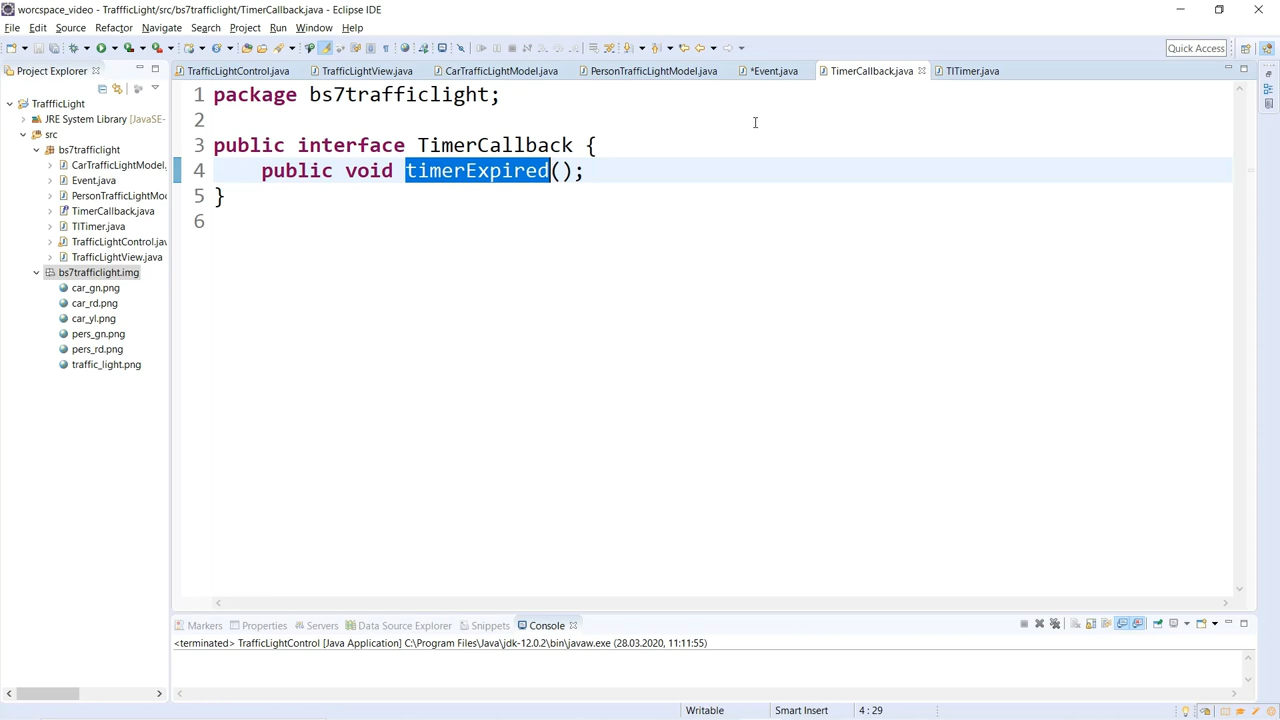 worcspace_video - TraffficLight/src/bs7trafficlight/TimerCallback.java - Eclipse IDE
File Edit Source Refactor Navigate Search Project Run Window Help
Quick Access
Project Explorer
TrafficLightControl.java TrafficLightView.java CarTrafficLightModel.java PersonTrafficLightModel.java *Event.java TimerCallback.java TlTimer.java
TraffficLight
JRE System Library [JavaSE-
src
bs7trafficlight
CarTrafficLightModel.
Event.java
PersonTrafficLightMo
TimerCallback.java
TlTimer.java
TrafficLightControl.jav
TrafficLightView.java
bs7trafficlight.img
car_gn.png
car_rd.png
car_yl.png
pers_gn.png
pers_rd.png
traffic_light.png
1 package bs7trafficlight;
2
3 public interface TimerCallback {
4 public void timerExpired();
5 }
6
Markers Properties Servers Data Source Explorer Snippets Console
<terminated> TrafficLightControl [Java Application] C:\Program Files\Java\jdk-12.0.2\bin\javaw.exe (28.03.2020, 11:11:55)
Writable Smart Insert 4 : 29